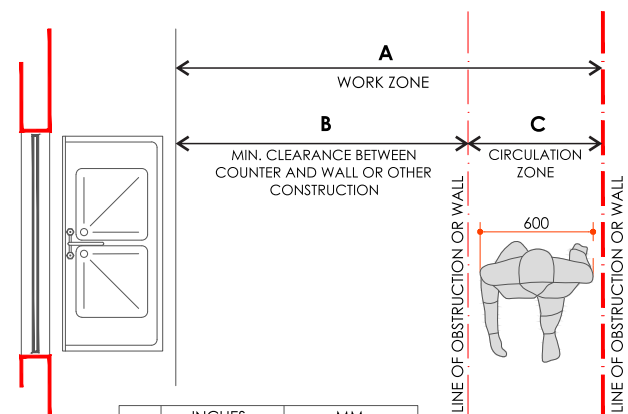 A
WORK ZONE
B
C
MIN. CLEARANCE BETWEEN
COUNTER AND WALL OR OTHER
CONSTRUCTION
CIRCULATION
ZONE
600
LINE OF OBSTRUCTION OR WALL
LINE OF OBSTRUCTION OR WALL
INCHES
MM